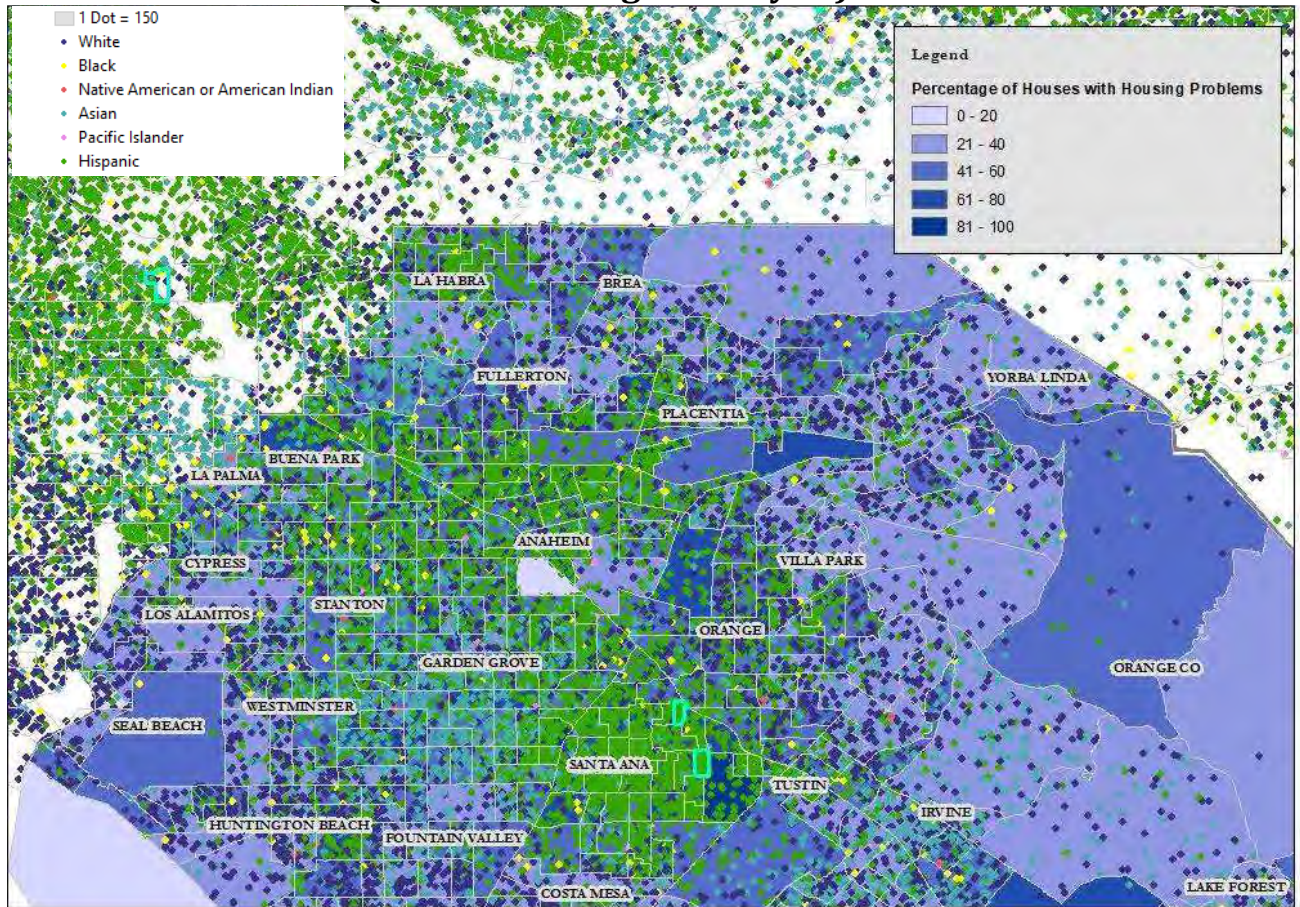 1 Dot = 150
White
Black
Native American or American Indian
Asian
Pacific Islander
Hispanic
Legend
Percentage of Houses with Housing Problems
0 - 20
21 - 40
41 - 60
61 - 80
81 - 100
LA HABRA
BREA
FULLERTON
YORBA LINDA
PLACENTIA
BUENA PARK
LA PALMA
ANAHEIM
CYPRESS
VILLA PARK
LOS ALAMITOS
STANTON
ORANGE
GARDEN GROVE
ORANGE CO
WESTMINSTER
SEAL BEACH
SANTA ANA
TUSTIN
IRVINE
HUNTINGTON BEACH
FOUNTAIN VALLEY
LAKE FOREST
COSTA MESA